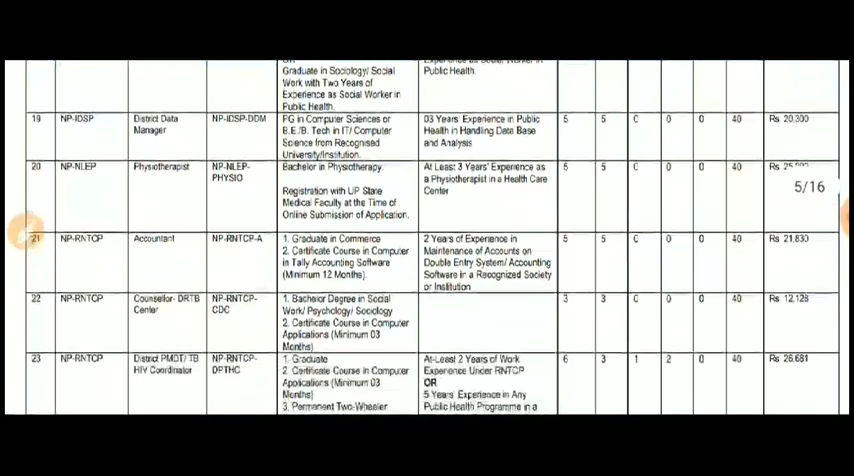 Graduate in Sociology/ Social
Work with Two Years of
Experience as Social Worker in
Public Health.
Public Health.
19 NP-IDSP District Data Manager NP-IDSP-DDM
PG in Computer Sciences or
B.E./B. Tech in IT/ Computer
Science from Recognised
University/Institution.
03 Years' Experience in Public
Health in Handling Data Base
and Analysis
5 5 0 0 0 40 Rs 20,300
20 NP-NLEP Physiotherapist NP-NLEP-PHYSIO
Bachelor in Physiotherapy.
Registration with UP State
Medical Faculty at the Time of
Online Submission of Application.
At Least 3 Years' Experience as
a Physiotherapist in a Health Care
Center
5 5 0 0 0 40 Rs
5/16
21 NP-RNTCP Accountant NP-RNTCP-A
1. Graduate in Commerce
2. Certificate Course in Computer
in Tally Accounting Software
(Minimum 12 Months).
2 Years of Experience in
Maintenance of Accounts on
Double Entry System/ Accounting
Software in a Recognized Society
or Institution
5 5 0 0 0 40 Rs 21,830
22 NP-RNTCP Counsellor- DRTB Center NP-RNTCP-CDC
1. Bachelor Degree in Social
Work/ Psychology/ Sociology
2. Certificate Course in Computer
Applications (Minimum 03
Months)
3 3 0 0 0 40 Rs 12,128
23 NP-RNTCP District PMDT/ TB HIV Coordinator NP-RNTCP-DPTHC
1. Graduate
2. Certificate Course in Computer
Applications (Minimum 03
Months)
3. Permanent Two-Wheeler
At-Least 2 Years of Work
Experience Under RNTCP
OR
5 Years' Experience in Any
Public Health Programme in a
6 3 1 2 0 40 Rs 26,681